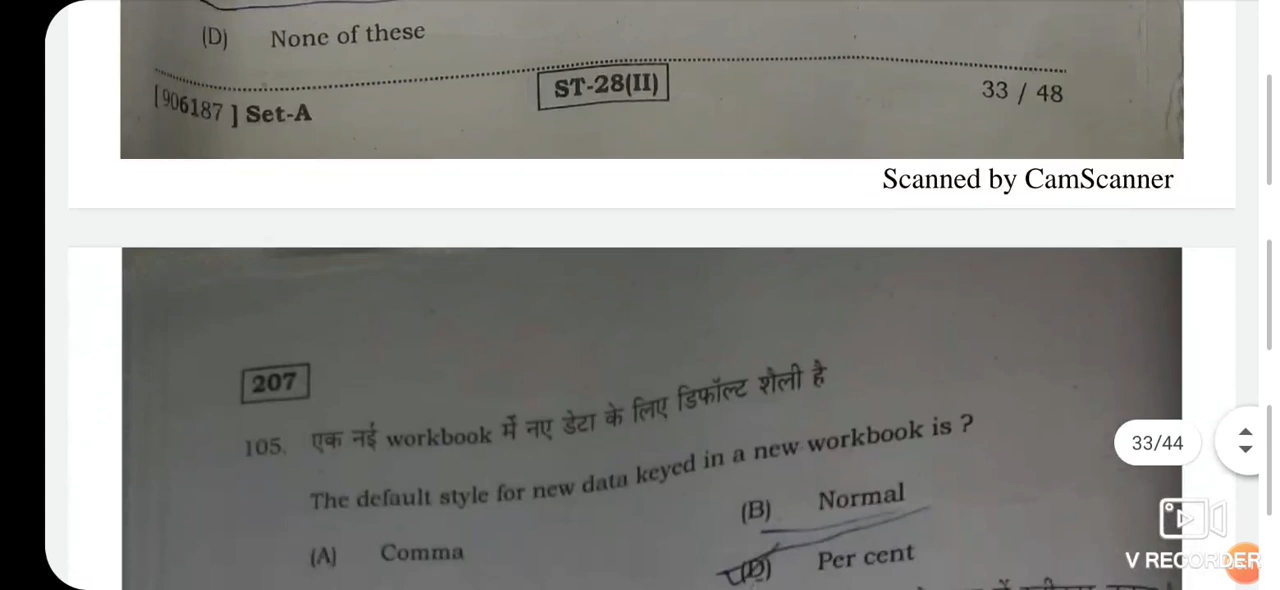 (D) None of these
[ 906187 ] Set-A ST-28(II) 33 / 48
Scanned by CamScanner
207
105. एक नई workbook में नए डेटा के लिए डिफॉल्ट शैली है
The default style for new data keyed in a new workbook is ?
(A) Comma (B) Normal
(D) Per cent
33/44
V RECORDER